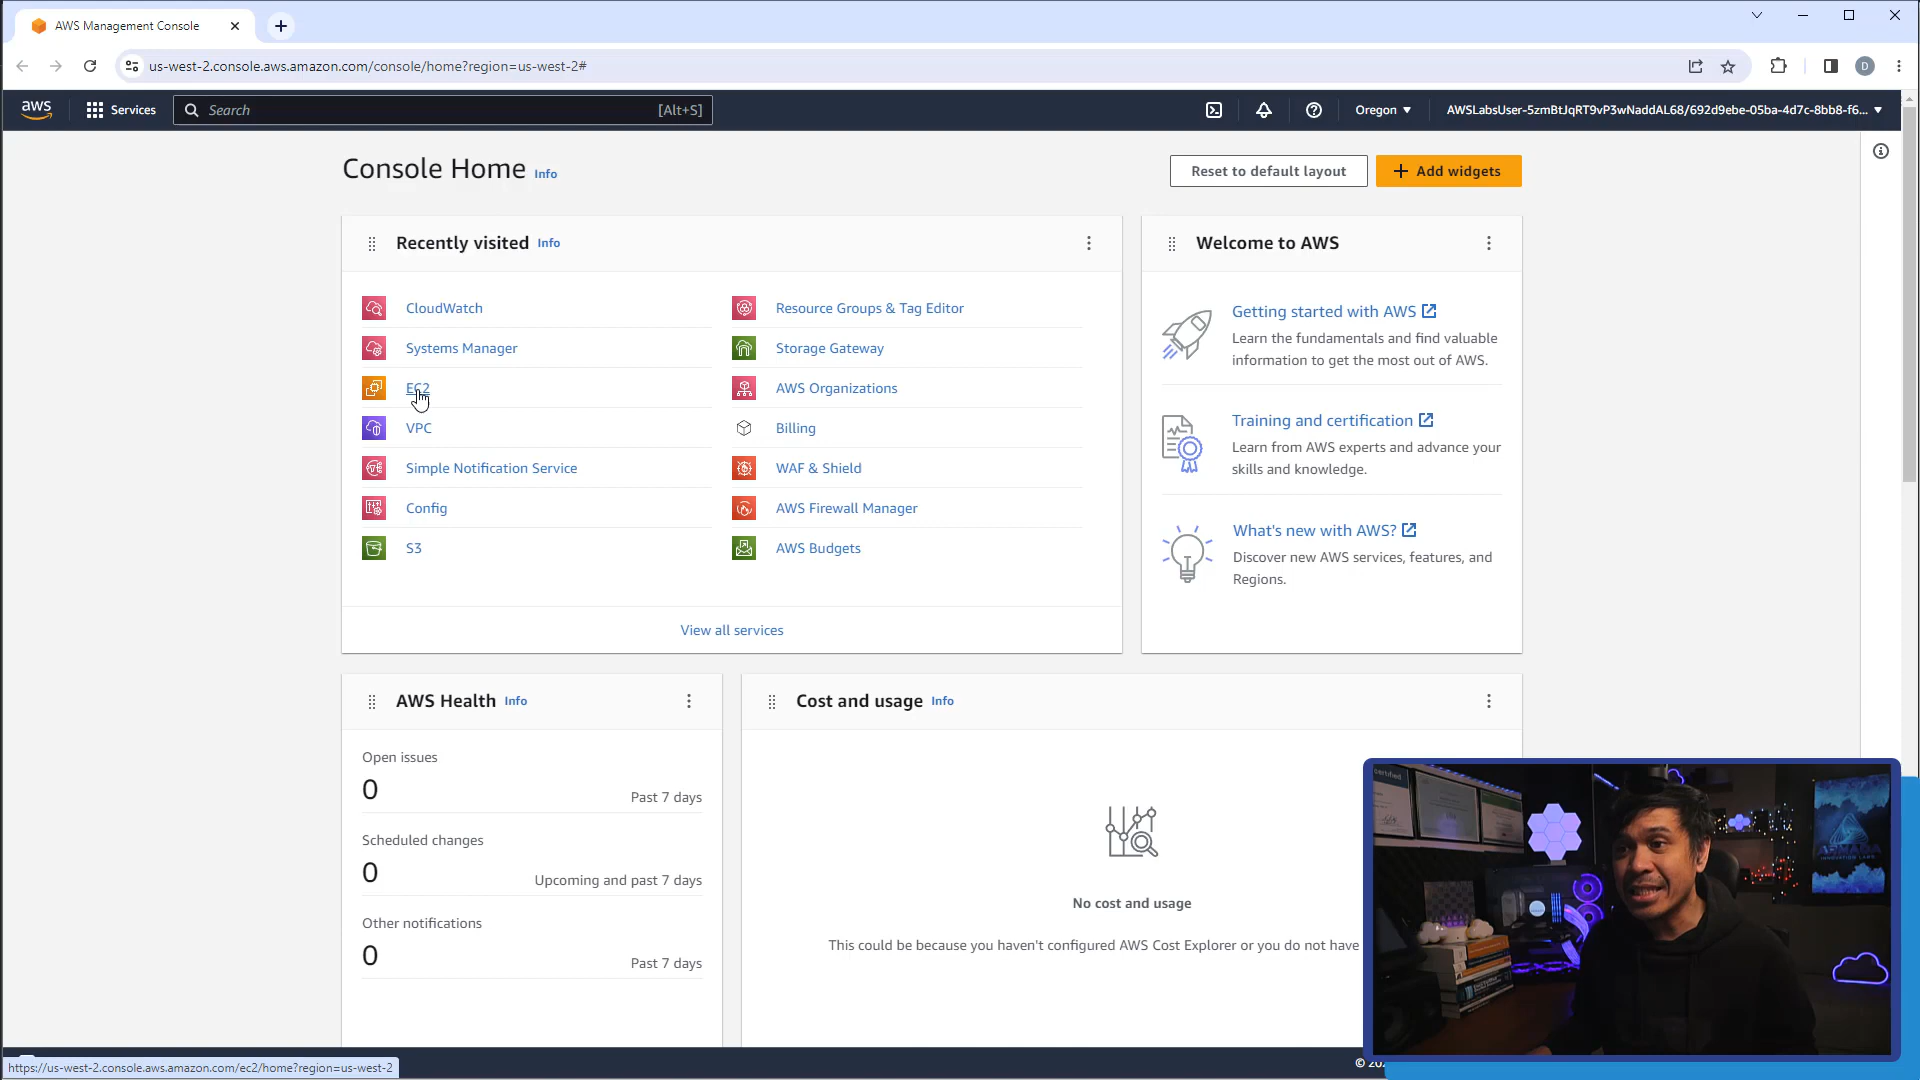 AWS Management Console
us-west-2.console.aws.amazon.com/console/home?region=us-west-2#
D
aws
Services
Search
[Alt+S]
Oregon
AWSLabsUser-5zmBtJqRT9vP3wNaddAL68/692d9ebe-05ba-4d7c-8bb8-f6...
Console Home
Info
Reset to default layout
Add widgets
Recently visited
Info
CloudWatch
Systems Manager
EC2
VPC
Simple Notification Service
Config
S3
Resource Groups & Tag Editor
Storage Gateway
AWS Organizations
Billing
WAF & Shield
AWS Firewall Manager
AWS Budgets
View all services
Welcome to AWS
Getting started with AWS
Learn the fundamentals and find valuable
information to get the most out of AWS.
Training and certification
Learn from AWS experts and advance your
skills and knowledge.
What's new with AWS?
Discover new AWS services, features, and
Regions.
AWS Health
Info
Open issues
0
Past 7 days
Scheduled changes
0
Upcoming and past 7 days
Other notifications
0
Past 7 days
Cost and usage
Info
No cost and usage
This could be because you haven't configured AWS Cost Explorer or you do not have
https://us-west-2.console.aws.amazon.com/ec2/home?region=us-west-2
©